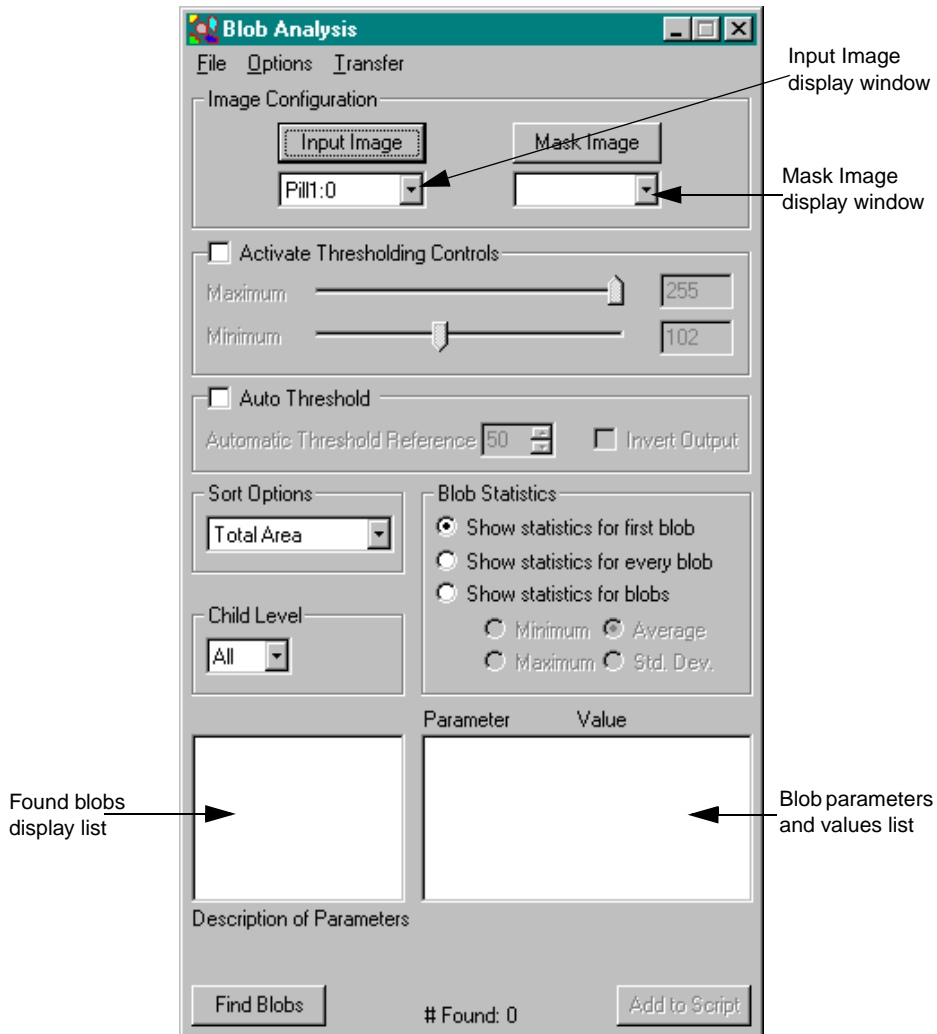 Blob Analysis
File Options Transfer
Input Image
display window
Image Configuration
Input Image
Mask Image
Pill1:0
Mask Image
display window
Activate Thresholding Controls
Maximum
255
Minimum
102
Auto Threshold
Automatic Threshold Reference
50
Invert Output
Sort Options
Total Area
Child Level
All
Blob Statistics
Show statistics for first blob
Show statistics for every blob
Show statistics for blobs
Minimum
Average
Maximum
Std. Dev.
Parameter
Value
Found blobs
display list
Blob parameters
and values list
Description of Parameters
Find Blobs
# Found: 0
Add to Script